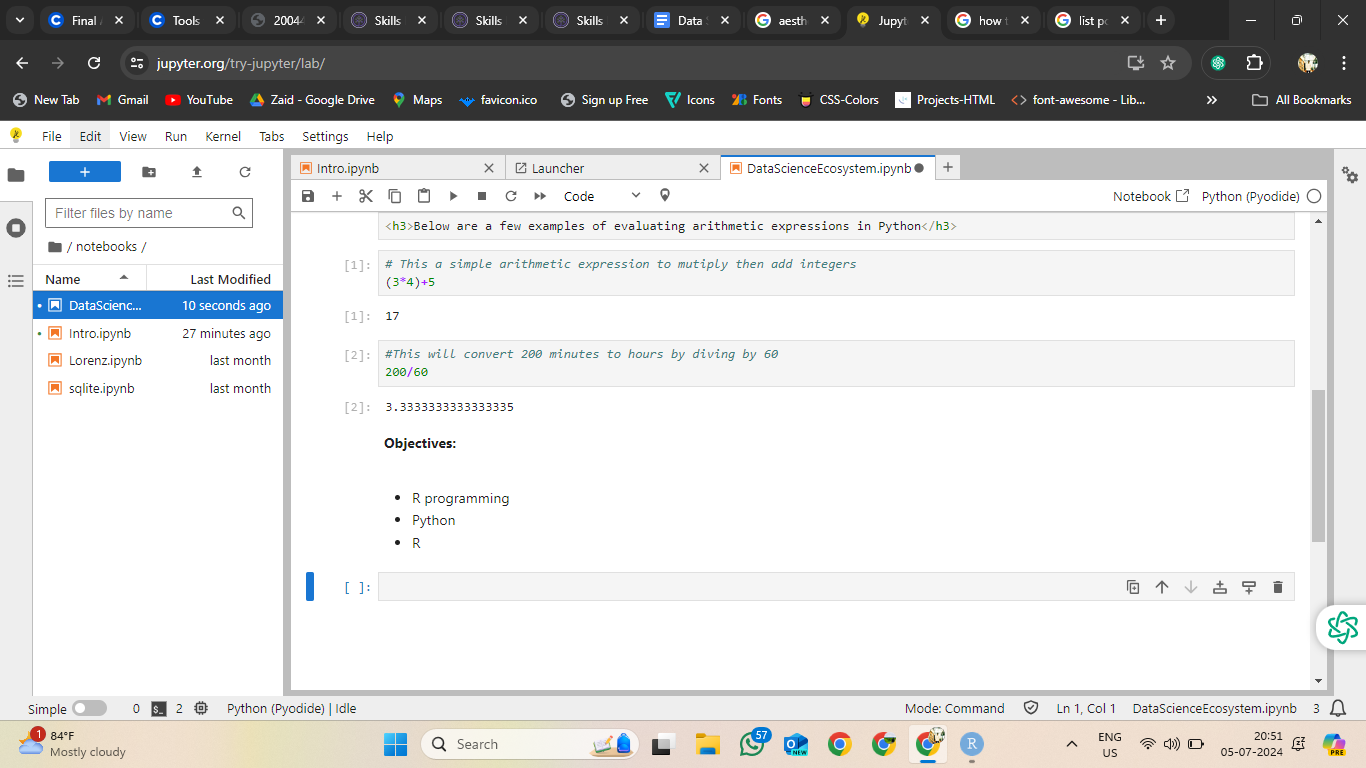 Final
Tools
2004
Skills
Skills
Skills
Data
aesth
Jupyt
how
list p
jupyter.org/try-jupyter/lab/
New Tab
Gmail
YouTube
Zaid - Google Drive
Maps
favicon.ico
Sign up Free
Icons
Fonts
CSS-Colors
Projects-HTML
font-awesome - Lib...
All Bookmarks
File Edit View Run Kernel Tabs Settings Help
Filter files by name
/ notebooks /
Name Last Modified
DataScienc... 10 seconds ago
Intro.ipynb 27 minutes ago
Lorenz.ipynb last month
sqlite.ipynb last month
Intro.ipynb
Launcher
DataScienceEcosystem.ipynb
Code
Notebook
Python (Pyodide)
<h3>Below are a few examples of evaluating arithmetic expressions in Python</h3>
[1]: # This a simple arithmetic expression to mutiply then add integers
(3*4)+5
[1]: 17
[2]: #This will convert 200 minutes to hours by diving by 60
200/60
[2]: 3.3333333333333335
Objectives:
• R programming
• Python
• R
[ ]:
Simple
0
2
Python (Pyodide) | Idle
Mode: Command
Ln 1, Col 1
DataScienceEcosystem.ipynb
3
1
84°F
Mostly cloudy
Search
57
NEW
R
ENG
US
20:51
05-07-2024
PRE